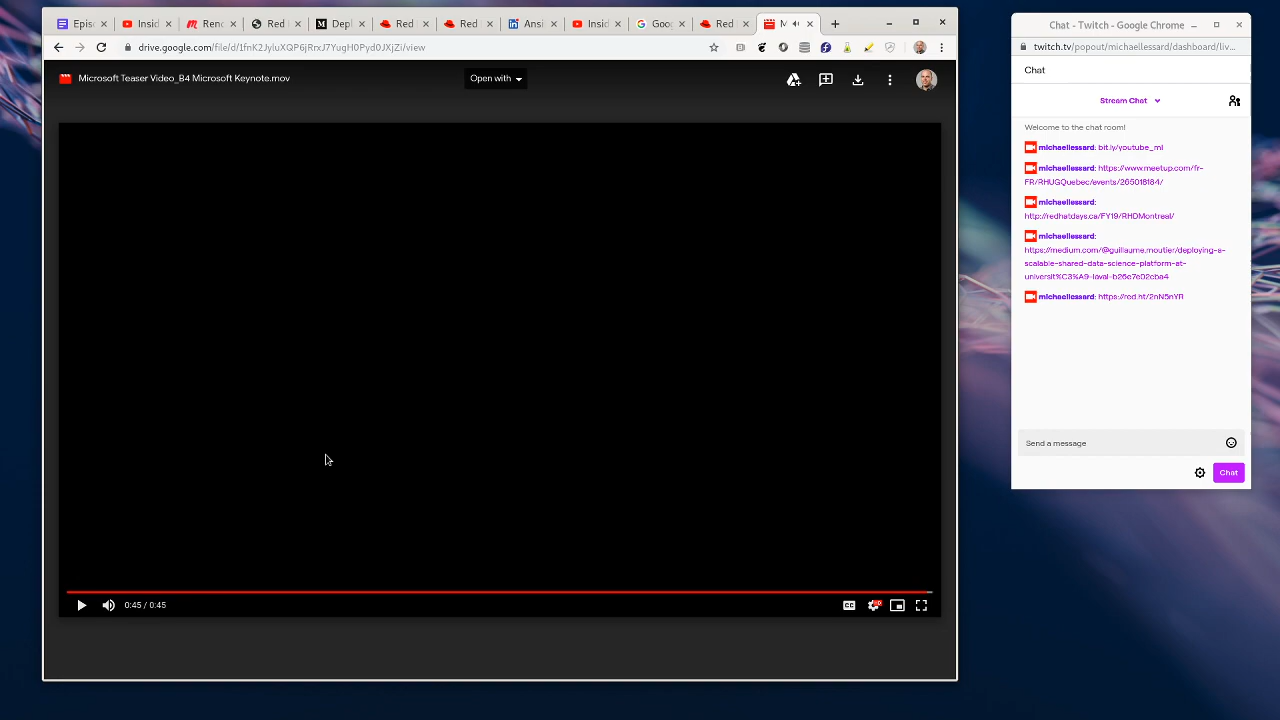 Episo
Insid
Renc
Red
Depl
Red
Red
Ansi
Insid
Goo
Red
drive.google.com/file/d/1fnK2JyluXQP6jRrxJ7YugH0Pyd0JXjZi/view
Microsoft Teaser Video_B4 Microsoft Keynote.mov
Open with
0:45 / 0:45
Chat - Twitch - Google Chrome
twitch.tv/popout/michaellessard/dashboard/liv...
Chat
Stream Chat
Welcome to the chat room!
michaellessard: bit.ly/youtube_ml
michaellessard: https://www.meetup.com/fr-
FR/RHUGQuebec/events/265018184/
michaellessard:
http://redhatdays.ca/FY19/RHDMontreal/
michaellessard:
https://medium.com/@guillaume.moutier/deploying-a-
scalable-shared-data-science-platform-at-
universit%C3%A9-laval-b26e7e02cba4
michaellessard: https://red.ht/2nN5nYR
Send a message
Chat